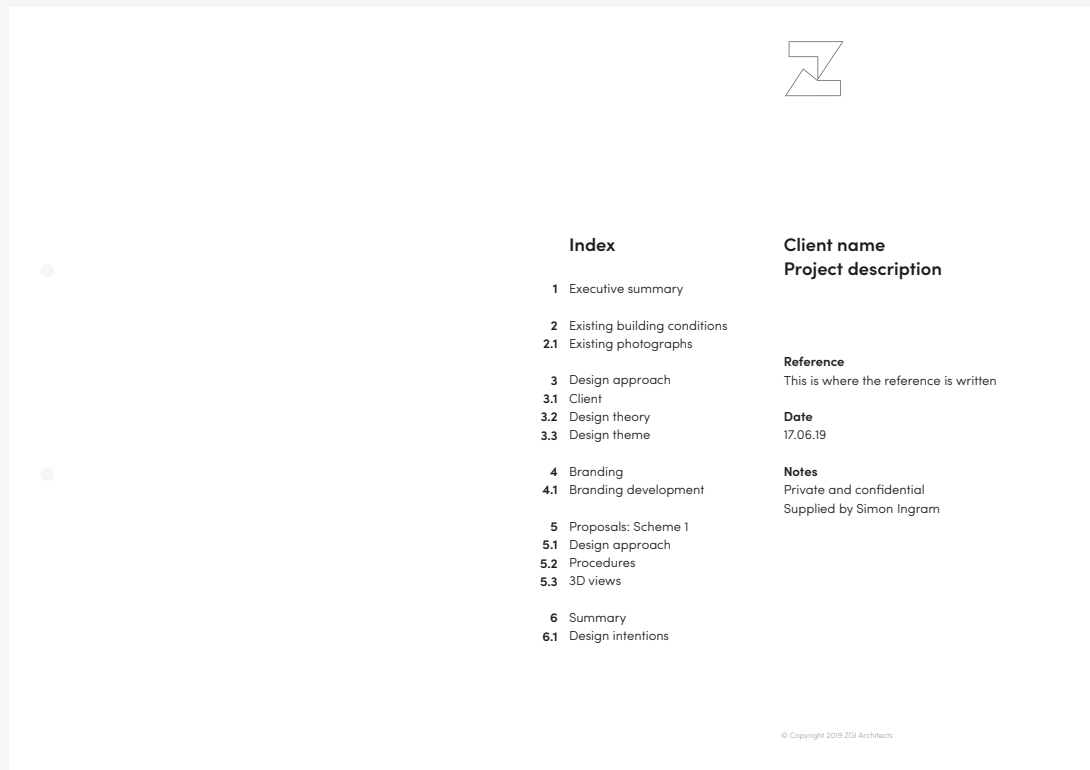 Index
1 Executive summary
2 Existing building conditions
2.1 Existing photographs
3 Design approach
3.1 Client
3.2 Design theory
3.3 Design theme
4 Branding
4.1 Branding development
5 Proposals: Scheme 1
5.1 Design approach
5.2 Procedures
5.3 3D views
6 Summary
6.1 Design intentions
Client name
Project description
Reference
This is where the reference is written
Date
17.06.19
Notes
Private and confidential
Supplied by Simon Ingram
© Copyright 2019 ZGI Architects